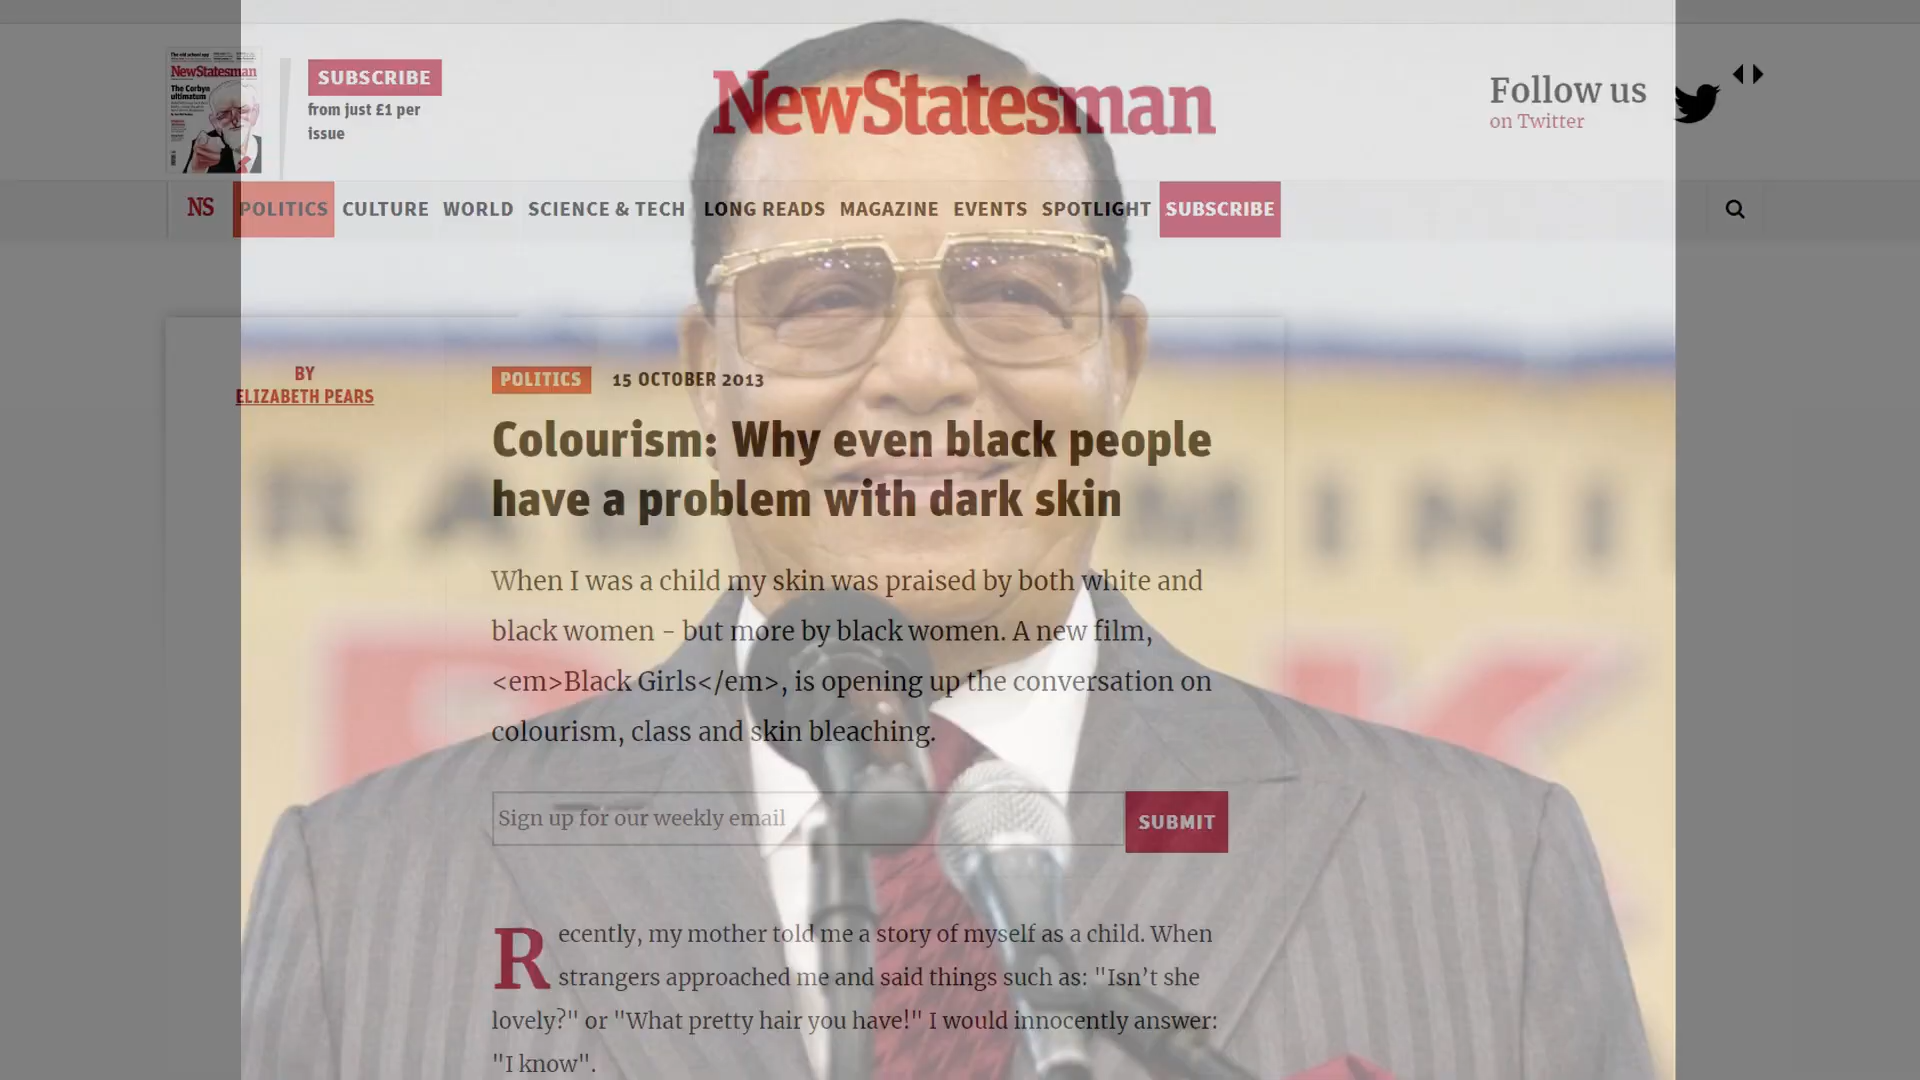 NewStatesman
The Corbyn
ultimatum
SUBSCRIBE
from just £1 per
issue
NewStatesman
Follow us
on Twitter
NS POLITICS CULTURE WORLD SCIENCE & TECH LONG READS MAGAZINE EVENTS SPOTLIGHT SUBSCRIBE
BY
ELIZABETH PEARS
POLITICS 15 OCTOBER 2013
Colourism: Why even black people
have a problem with dark skin
When I was a child my skin was praised by both white and
black women - but more by black women. A new film,
<em>Black Girls</em>, is opening up the conversation on
colourism, class and skin bleaching.
Sign up for our weekly email SUBMIT
Recently, my mother told me a story of myself as a child. When
strangers approached me and said things such as: "Isn't she
lovely?" or "What pretty hair you have!" I would innocently answer:
"I know".